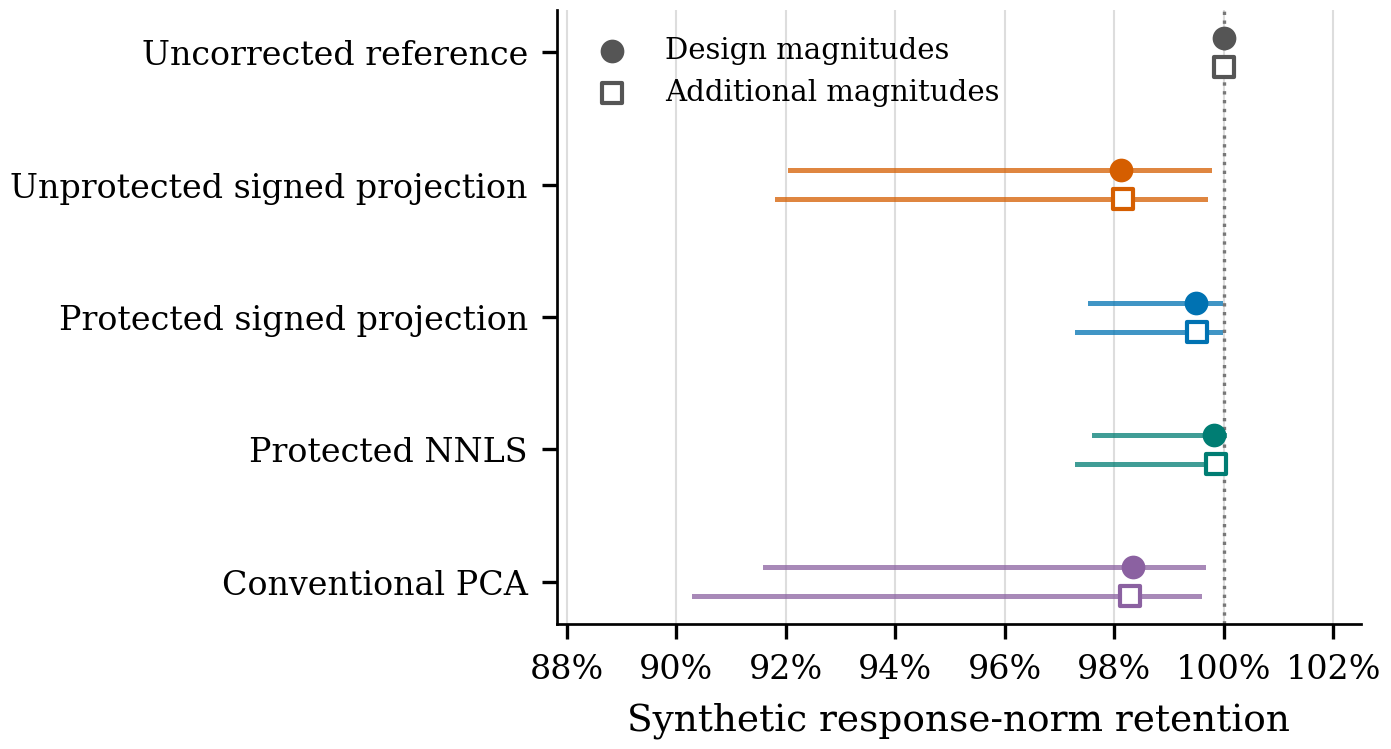 Uncorrected reference
Design magnitudes
Additional magnitudes
Unprotected signed projection
Protected signed projection
Protected NNLS
Conventional PCA
88% 90% 92% 94% 96% 98% 100% 102%
Synthetic response-norm retention